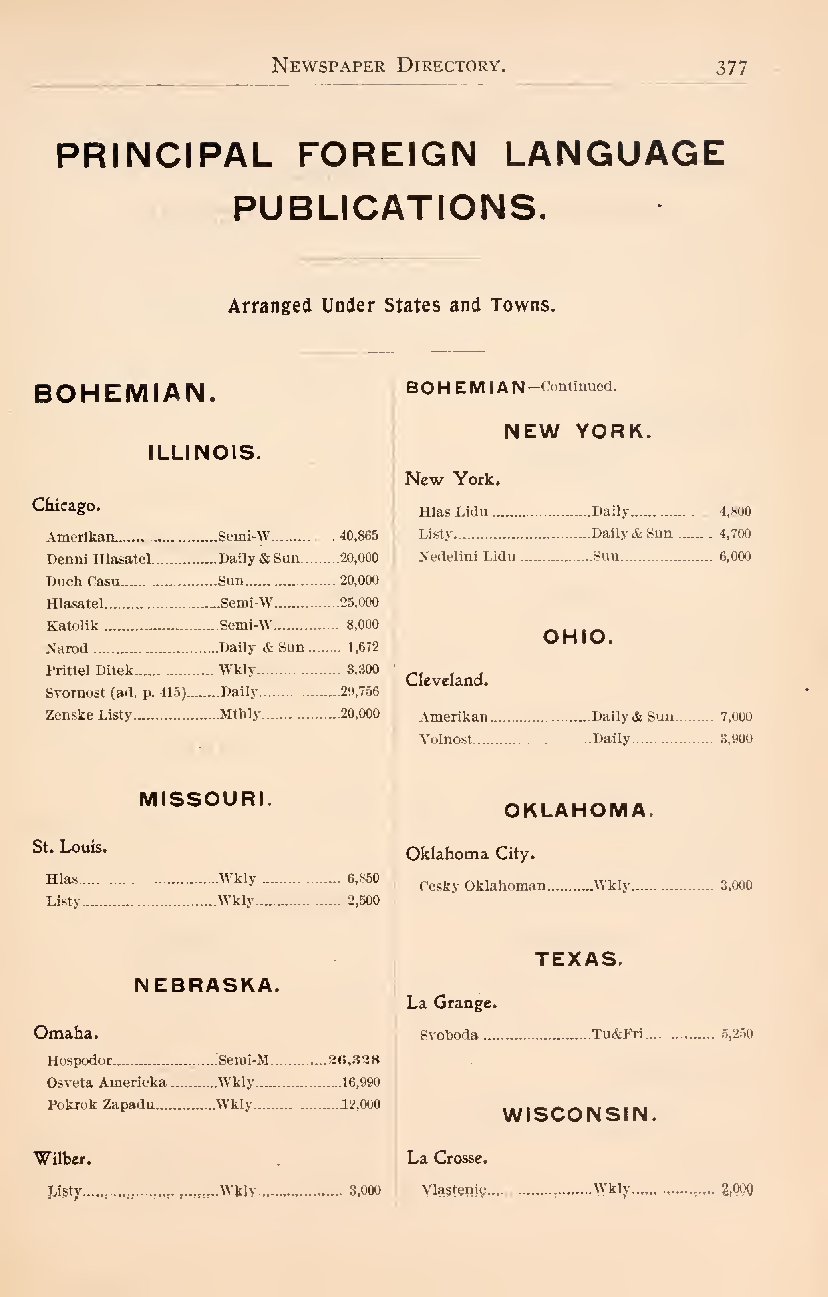 NEWSPAPER DIRECTORY. 377
PRINCIPAL FOREIGN LANGUAGE
PUBLICATIONS.
Arranged Under States and Towns.
BOHEMIAN.
ILLINOIS.
Chicago.
Amerikan Semi-W 40,865
Denni Hlasatel Daily & Sun 20,000
Duch Casu Sun 20,000
Hlasatel Semi-W 25,000
Katolik Semi-W 8,000
Narod Daily & Sun 1,672
Prittel Ditek Wkly 3,300
Svornost (ad. p. 415) Daily 29,756
Zenske Listy Mthly 20,000
MISSOURI.
St. Louis.
Hlas Wkly 6,850
Listy Wkly 2,500
NEBRASKA.
Omaha.
Hospodor Semi-M 26,328
Osveta Americka Wkly 16,990
Pokrok Zapadu Wkly 12,000
Wilber.
Listy Wkly 3,000
BOHEMIAN—Continued.
NEW YORK.
New York.
Hlas Lidu Daily 4,800
Listy Daily & Sun 4,700
Nedelini Lidu Sun 6,000
OHIO.
Cleveland.
Amerikan Daily & Sun 7,000
Volnost Daily 3,900
OKLAHOMA.
Oklahoma City.
Cesky Oklahoman Wkly 3,000
TEXAS.
La Grange.
Svoboda Tu&Fri 5,250
WISCONSIN.
La Crosse.
Vlastenic Wkly 2,000